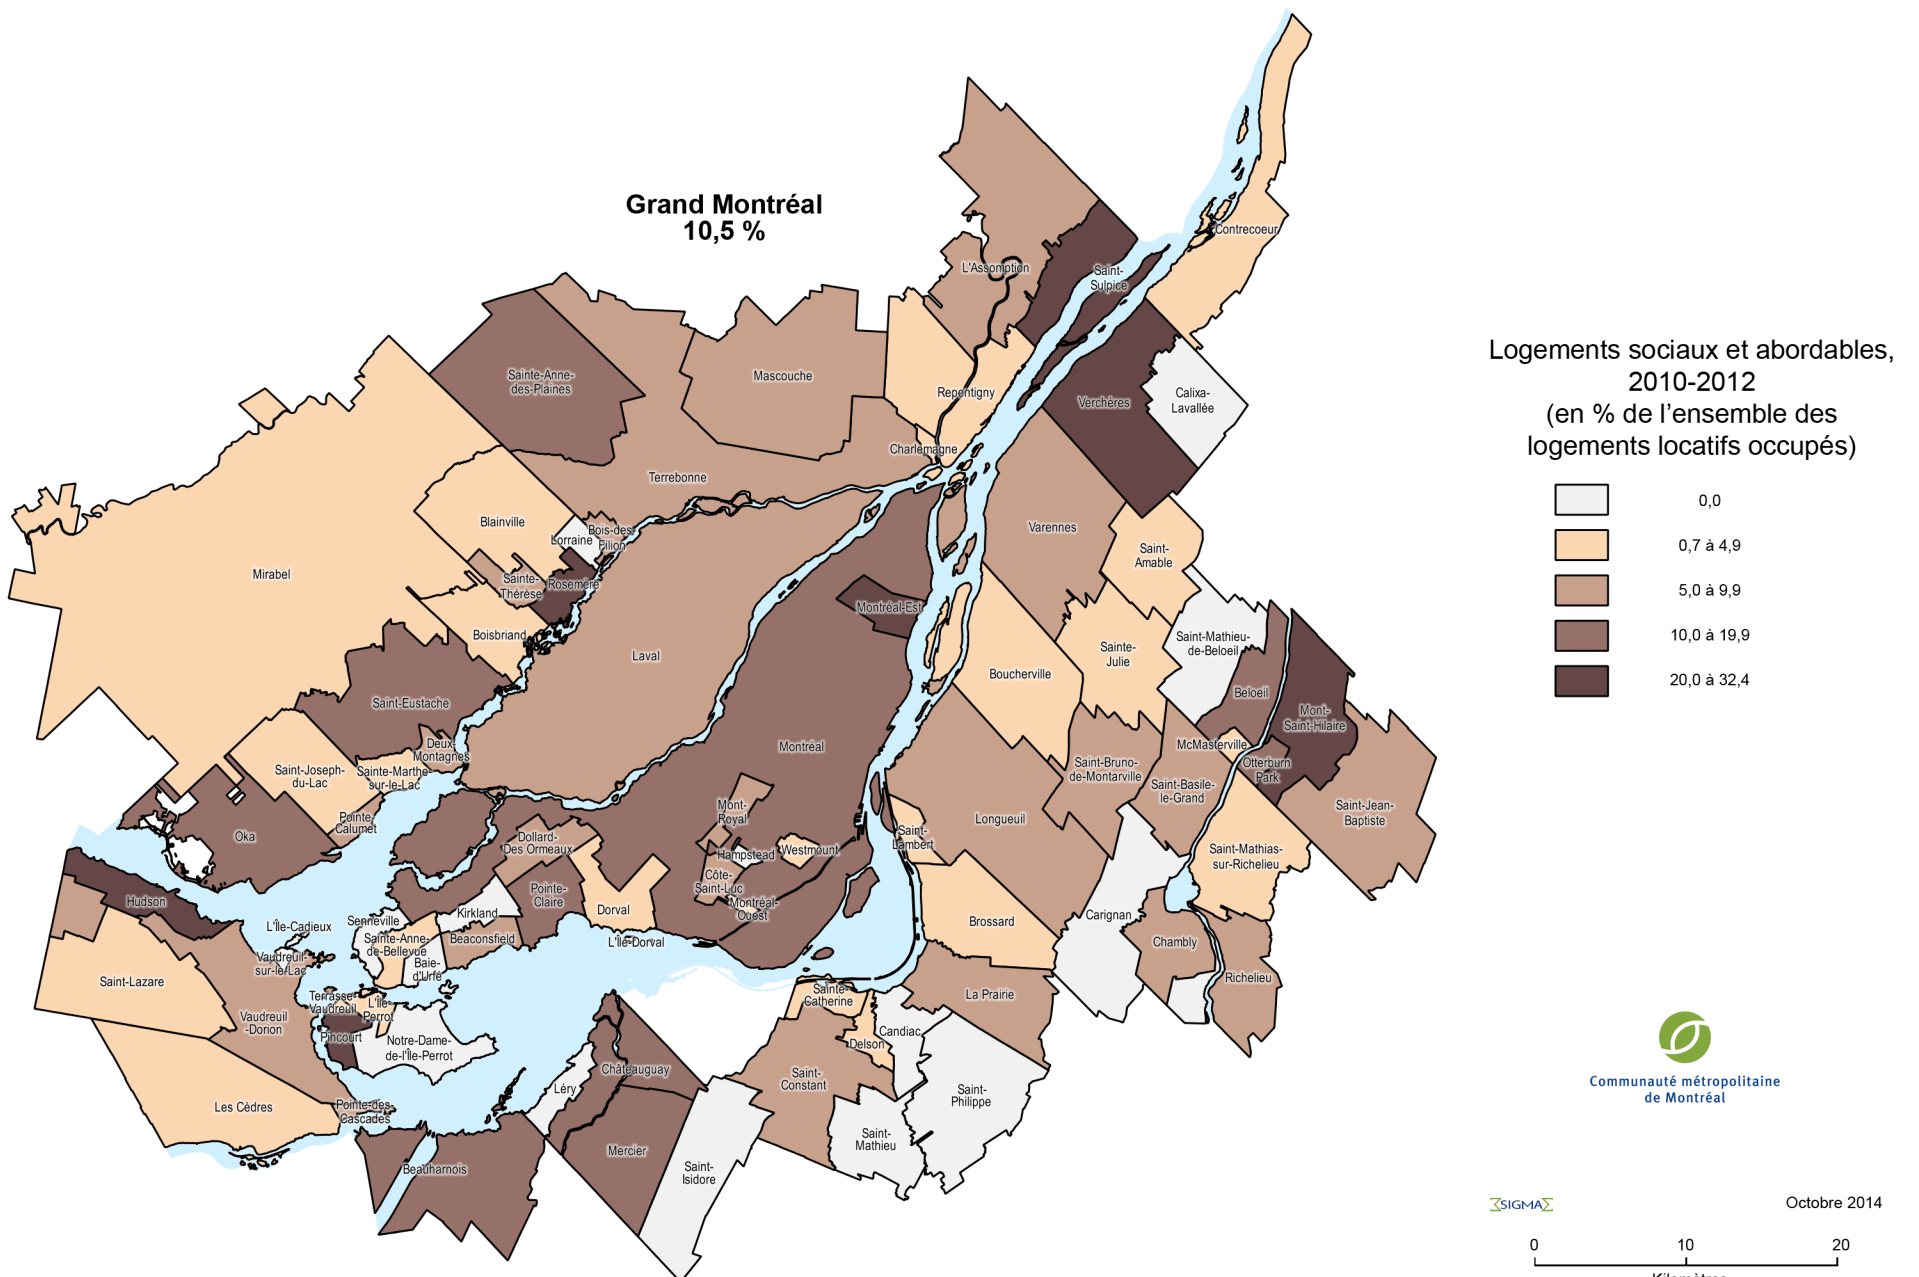 Grand Montréal
10,5 %
Contrecoeur
L'Assomption
Saint-
Sulpice
Sainte-Anne-
des-Plaines
Mascouche
Repentigny
Verchères
Calixa-
Lavallée
Charlemagne
Terrebonne
Blainville
Lorraine
Bois-des-
Filion
Varennes
Saint-
Amable
Mirabel
Sainte-
Thérèse
Rosemère
Montréal-Est
Boisbriand
Laval
Saint-Mathieu-
de-Beloeil
Sainte-
Julie
Boucherville
Beloeil
Saint-Eustache
Mont-
Saint-Hilaire
Montréal
Deux-
Montagnes
McMasterville
Saint-Joseph-
du-Lac
Sainte-Marthe-
sur-le-Lac
Saint-Bruno-
de-Montarville
Otterburn
Park
Saint-Basile-
le-Grand
Saint-Jean-
Baptiste
Mont-
Royal
Longueuil
Pointe-
Calumet
Oka
Dollard-
Des Ormeaux
Saint-
Lambert
Hampstead
Westmount
Saint-Mathias-
sur-Richelieu
Côte-
Saint-Luc
Pointe-
Claire
Hudson
Montréal-
Ouest
Dorval
Kirkland
Carignan
Brossard
Senneville
L'Île-Cadieux
Sainte-Anne-
de-Bellevue
Beaconsfield
L'Île-Dorval
Chambly
Vaudreuil-
sur-le-Lac
Baie-
d'Urfé
Saint-Lazare
Richelieu
La Prairie
Sainte-
Catherine
Terrasse-
Vaudreuil
L'Île-
Perrot
Vaudreuil
-Dorion
Candiac
Pincourt
Notre-Dame-
de-l'Île-Perrot
Delson
Châteauguay
Saint-
Constant
Léry
Saint-
Philippe
Les Cèdres
Pointe-des-
Cascades
Saint-
Mathieu
Mercier
Beauharnois
Saint-
Isidore
Logements sociaux et abordables,
2010-2012
(en % de l’ensemble des
logements locatifs occupés)
0,0
0,7 à 4,9
5,0 à 9,9
10,0 à 19,9
20,0 à 32,4
Communauté métropolitaine
de Montréal
SIGMA
Octobre 2014
0 10 20
Kilomètres